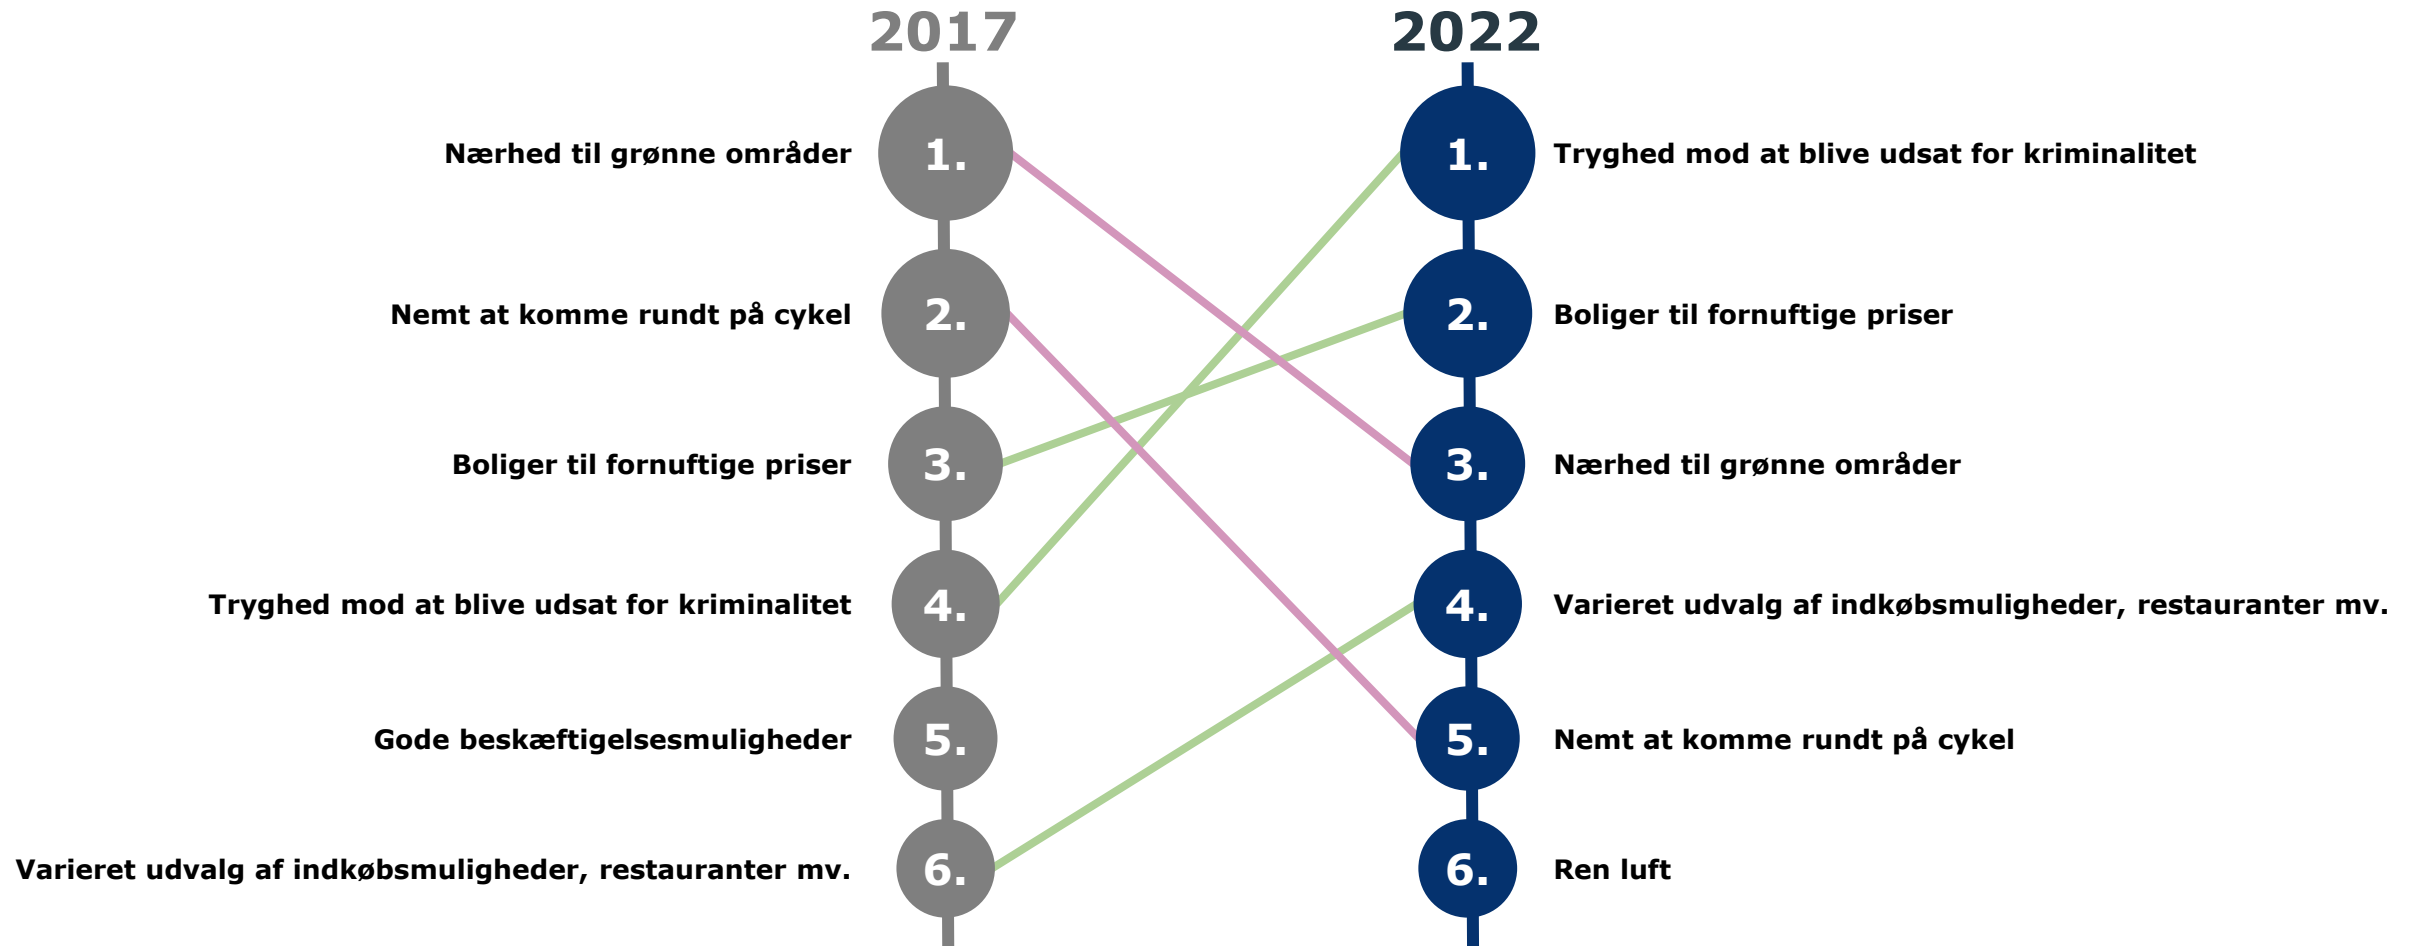 2017
2022
Nærhed til grønne områder
1.
1.
Tryghed mod at blive udsat for kriminalitet
Nemt at komme rundt på cykel
2.
2.
Boliger til fornuftige priser
Boliger til fornuftige priser
3.
3.
Nærhed til grønne områder
Tryghed mod at blive udsat for kriminalitet
4.
4.
Varieret udvalg af indkøbsmuligheder, restauranter mv.
Gode beskæftigelsesmuligheder
5.
5.
Nemt at komme rundt på cykel
Varieret udvalg af indkøbsmuligheder, restauranter mv.
6.
6.
Ren luft